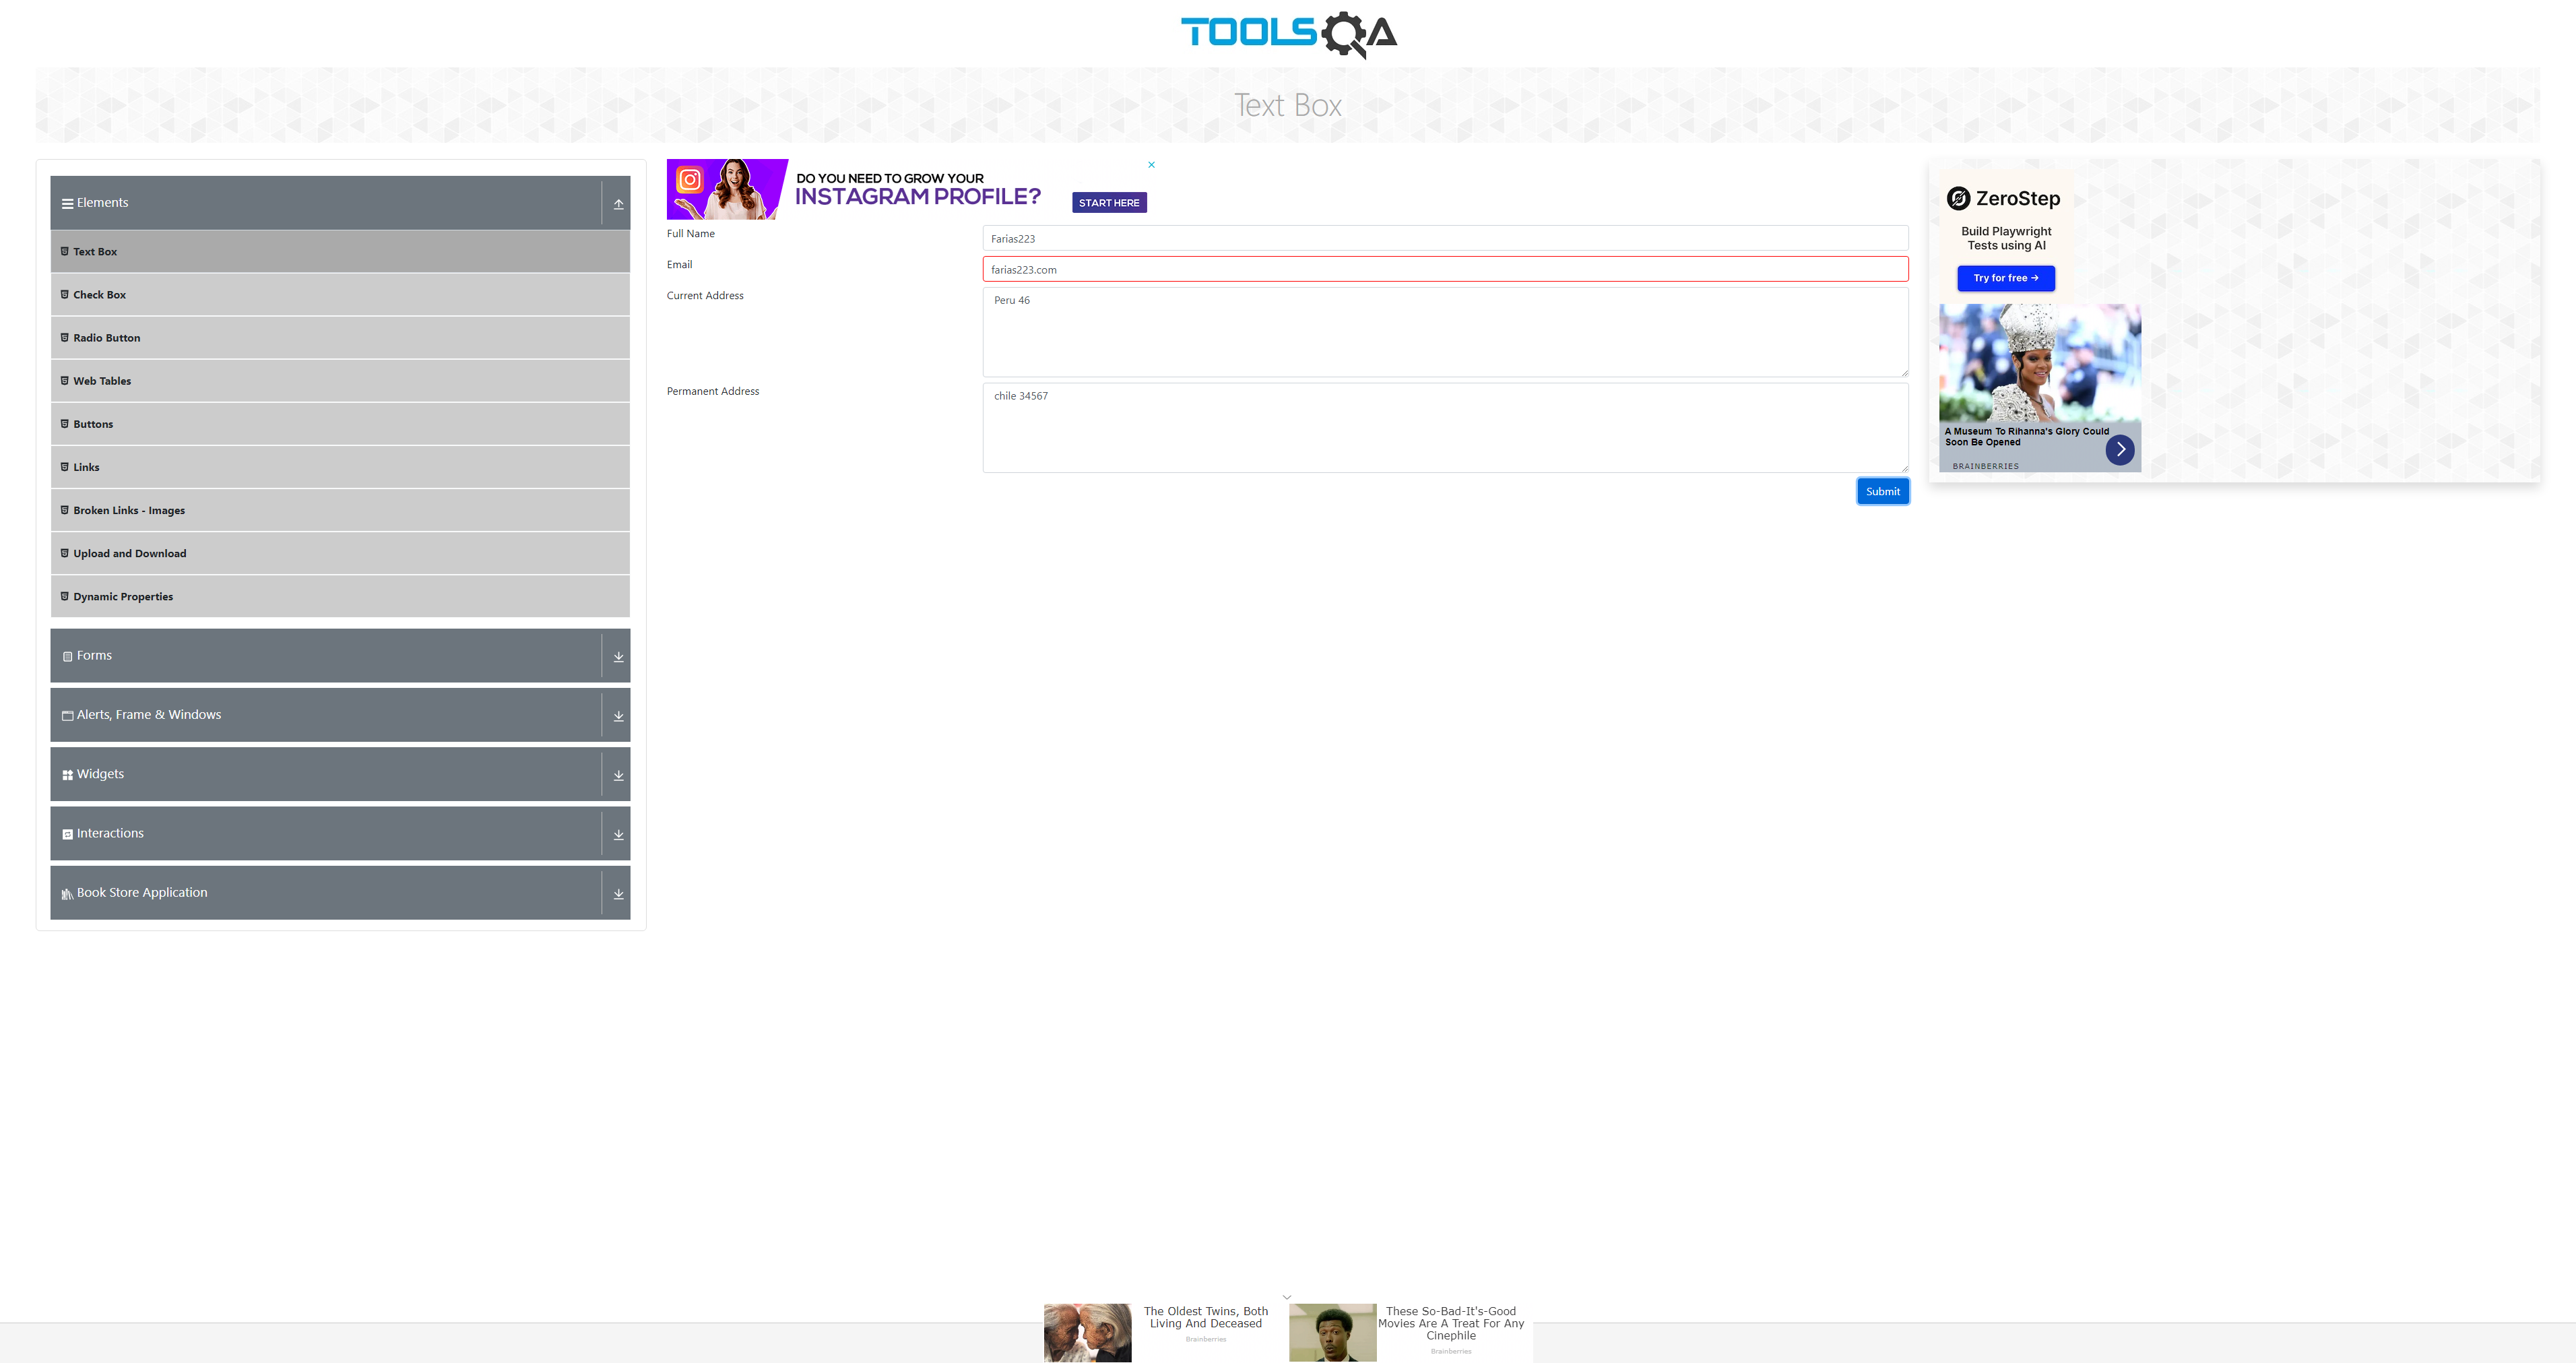 TOOLSQA
Text Box
Elements
Text Box
Check Box
Radio Button
Web Tables
Buttons
Links
Broken Links - Images
Upload and Download
Dynamic Properties
Forms
Alerts, Frame & Windows
Widgets
Interactions
Book Store Application
DO YOU NEED TO GROW YOUR
INSTAGRAM PROFILE?
START HERE
Full Name
Farias223
Email
farias223.com
Current Address
Peru 46
Permanent Address
chile 34567
Submit
ZeroStep
Build Playwright
Tests using AI
Try for free →
A Museum To Rihanna's Glory Could
Soon Be Opened
BRAINBERRIES
The Oldest Twins, Both
Living And Deceased
Brainberries
These So-Bad-It's-Good
Movies Are A Treat For Any
Cinephile
Brainberries